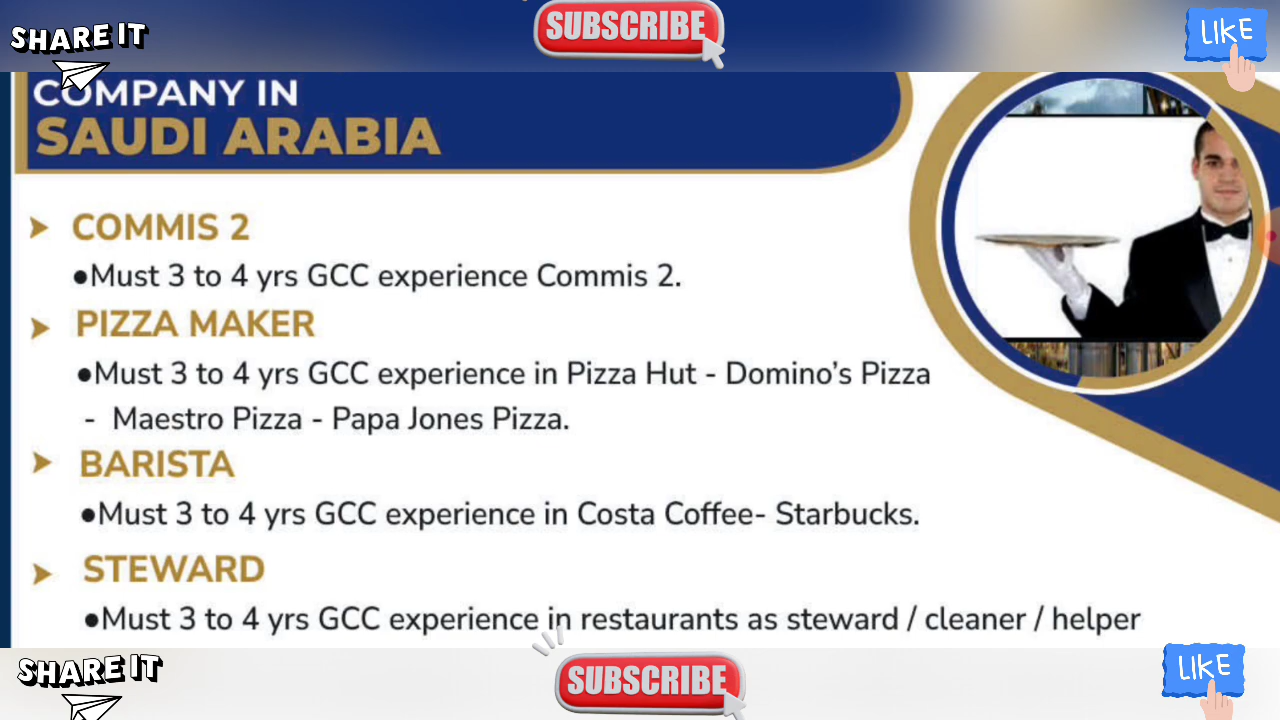 SHARE IT
SUBSCRIBE
LIKE
COMPANY IN
SAUDI ARABIA
COMMIS 2
●Must 3 to 4 yrs GCC experience Commis 2.
PIZZA MAKER
●Must 3 to 4 yrs GCC experience in Pizza Hut - Domino’s Pizza
- Maestro Pizza - Papa Jones Pizza.
BARISTA
●Must 3 to 4 yrs GCC experience in Costa Coffee- Starbucks.
STEWARD
●Must 3 to 4 yrs GCC experience in restaurants as steward / cleaner / helper
SHARE IT
SUBSCRIBE
LIKE